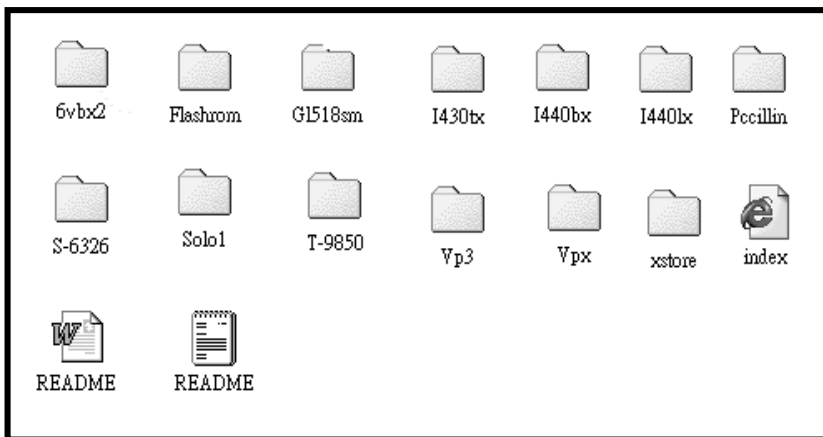 6vbx2 Flashrom Gl518sm I430tx I440bx I440lx Pccillin
S-6326 Solo1 T-9850 Vp3 Vpx xstore index
README README